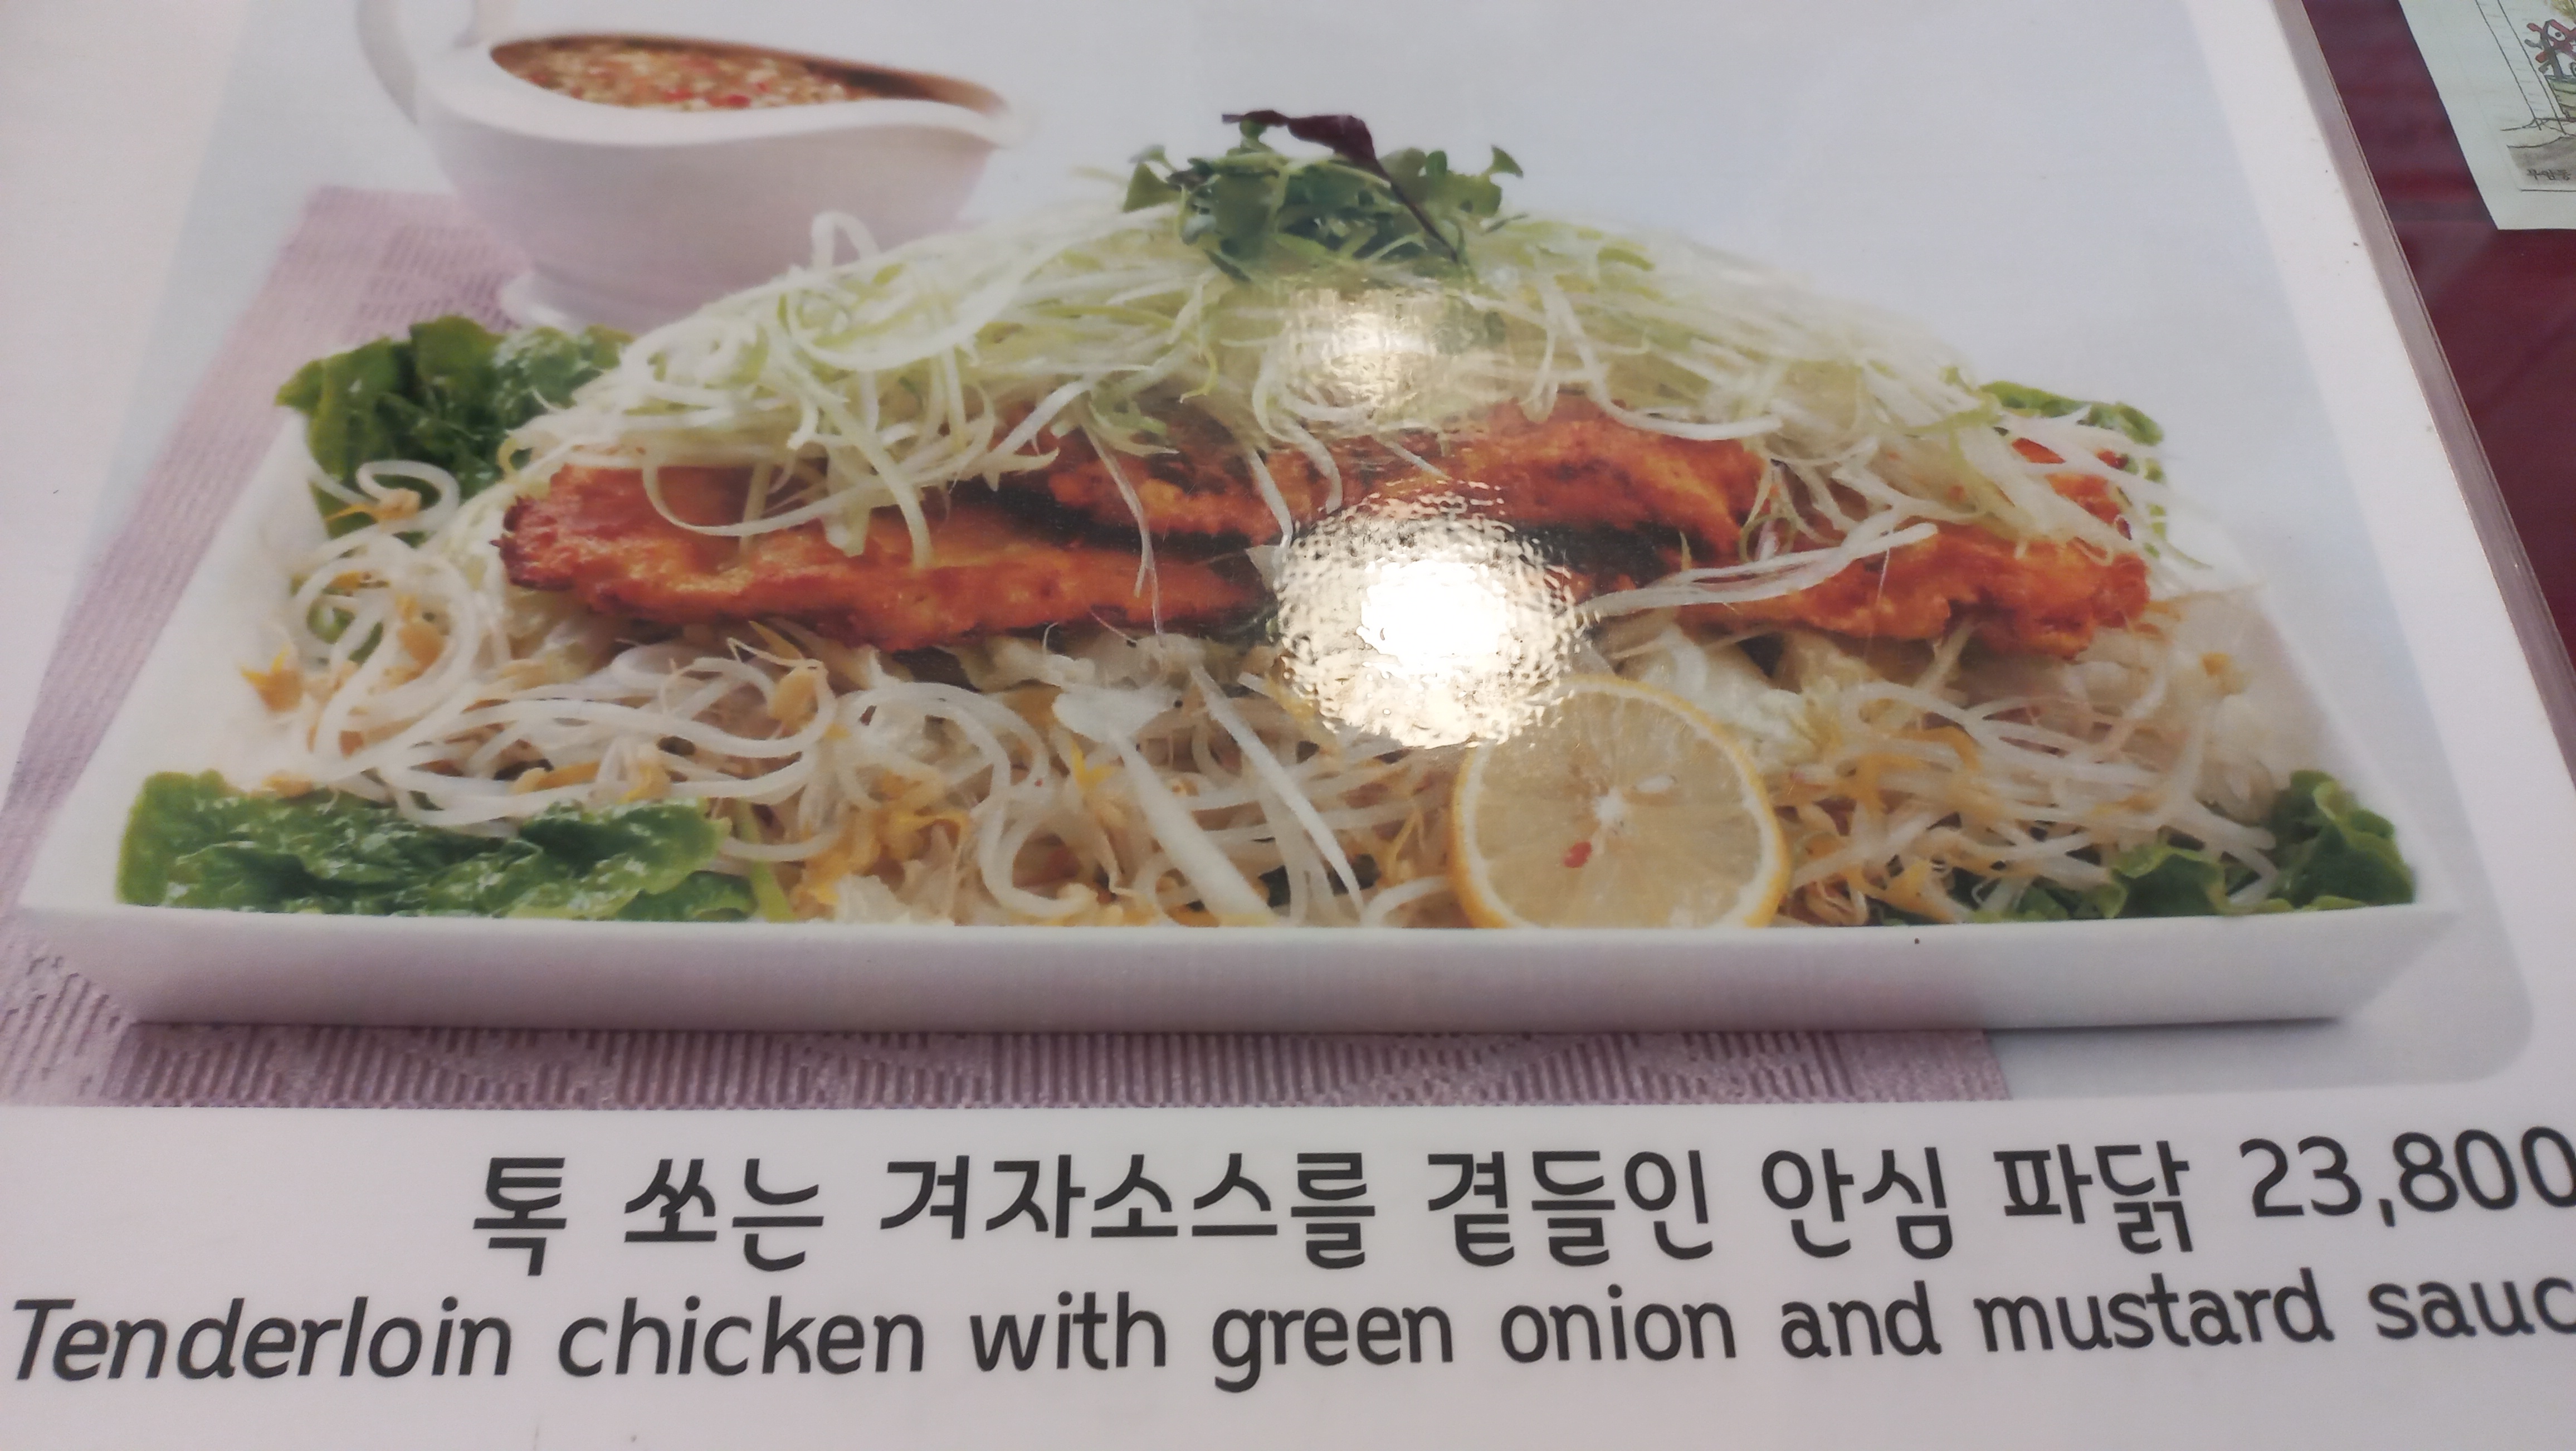 톡 쏘는 겨자소스를 곁들인 안심 파닭 23,800
Tenderloin chicken with green onion and mustard sauc